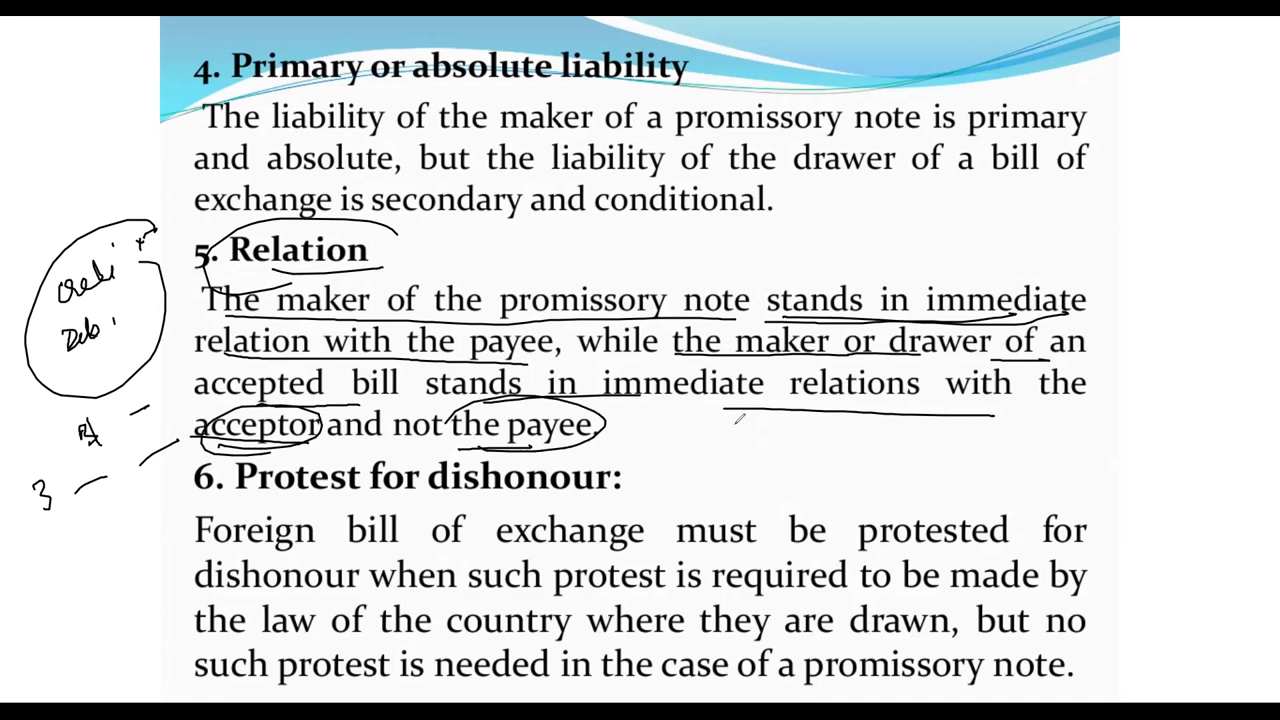 4. Primary or absolute liability
The liability of the maker of a promissory note is primary
and absolute, but the liability of the drawer of a bill of
exchange is secondary and conditional.
5. Relation
The maker of the promissory note stands in immediate
relation with the payee, while the maker or drawer of an
accepted bill stands in immediate relations with the
acceptor and not the payee.
6. Protest for dishonour:
Foreign bill of exchange must be protested for
dishonour when such protest is required to be made by
the law of the country where they are drawn, but no
such protest is needed in the case of a promissory note.
3